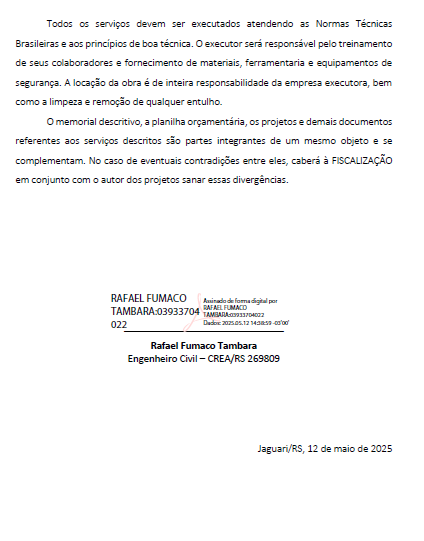 Todos os serviços devem ser executados atendendo as Normas Técnicas
Brasileiras e aos princípios de boa técnica. O executor será responsável pelo treinamento
de seus colaboradores e fornecimento de materiais, ferramentaria e equipamentos de
segurança. A locação da obra é de inteira responsabilidade da empresa executora, bem
como a limpeza e remoção de qualquer entulho.
O memorial descritivo, a planilha orçamentária, os projetos e demais documentos
referentes aos serviços descritos são partes integrantes de um mesmo objeto e se
complementam. No caso de eventuais contradições entre eles, caberá à FISCALIZAÇÃO
em conjunto com o autor dos projetos sanar essas divergências.
RAFAEL FUMACO
TAMBARA:03933704
022
Assinado de forma digital por
RAFAEL FUMACO
TAMBARA:03933704022
Dados: 2025.05.12 14:38:59 -03'00'
Rafael Fumaco Tambara
Engenheiro Civil – CREA/RS 269809
Jaguari/RS, 12 de maio de 2025